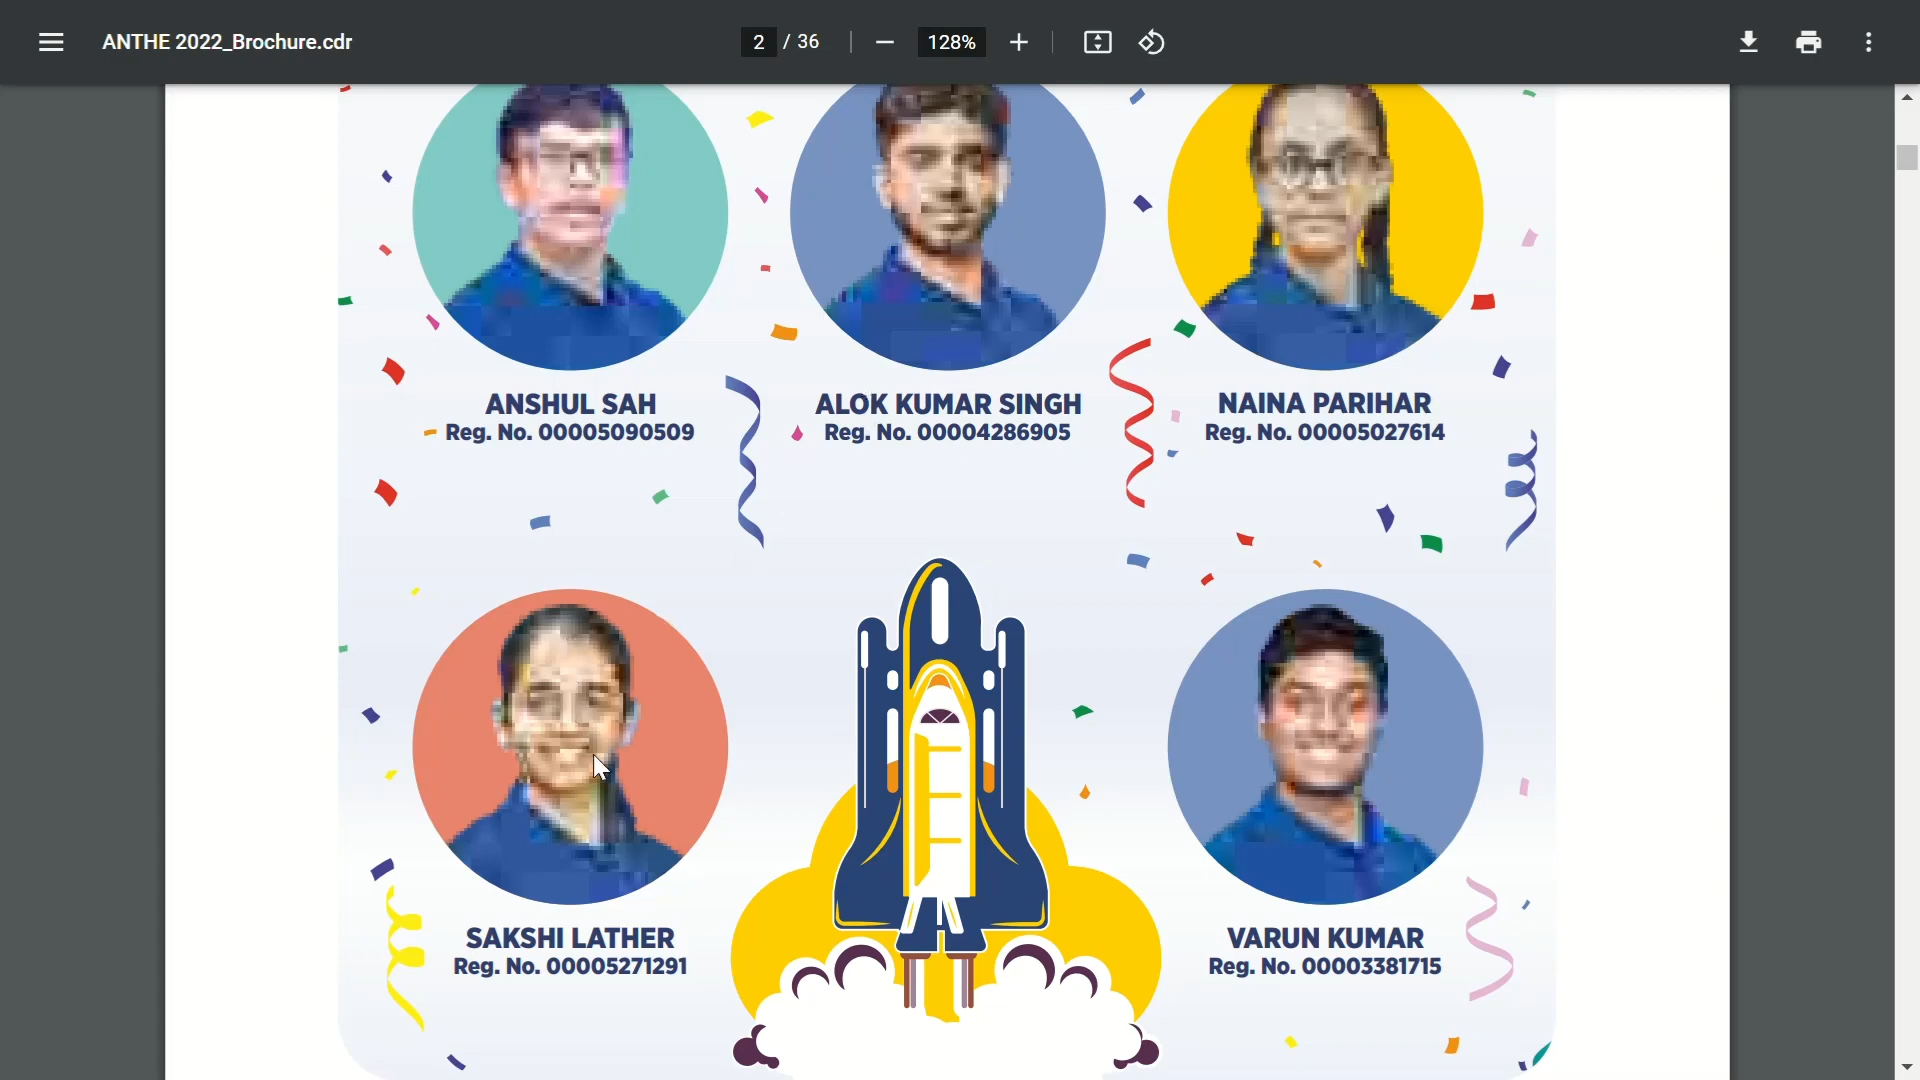 ANTHE 2022_Brochure.cdr
2 / 36
128%
ANSHUL SAH
Reg. No. 00005090509
ALOK KUMAR SINGH
Reg. No. 00004286905
NAINA PARIHAR
Reg. No. 00005027614
SAKSHI LATHER
Reg. No. 00005271291
VARUN KUMAR
Reg. No. 00003381715